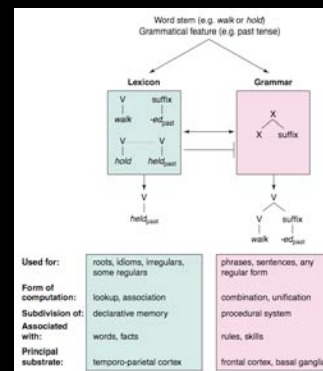 Word stem (e.g. walk or hold)
Grammatical feature (e.g. past tense)
Lexicon
Grammar
V suffix
walk -ed past
V V
hold held past
X
X suffix
V
held past
V
V suffix
walk -ed past
Used for: roots, idioms, irregulars, some regulars phrases, sentences, any regular form
Form of computation: lookup, association combination, unification
Subdivision of: declarative memory procedural system
Associated with: words, facts rules, skills
Principal substrate: temporo-parietal cortex frontal cortex, basal ganglia